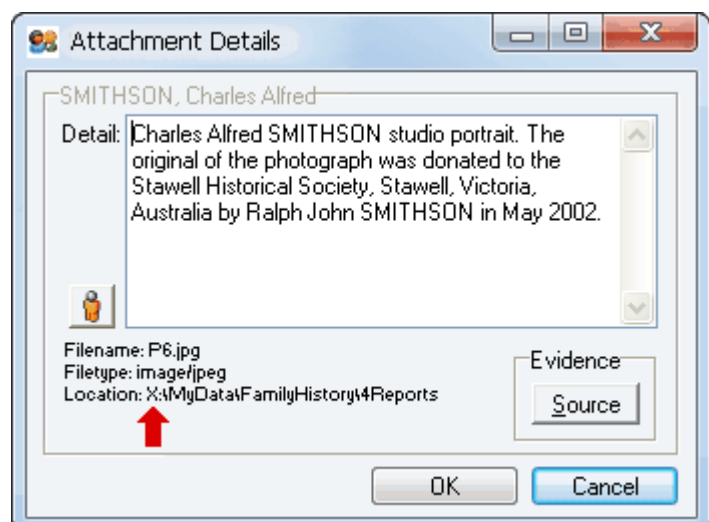 Attachment Details
SMITHSON, Charles Alfred
Detail: Charles Alfred SMITHSON studio portrait. The
original of the photograph was donated to the
Stawell Historical Society, Stawell, Victoria,
Australia by Ralph John SMITHSON in May 2002.
Filename: P6.jpg
Filetype: image/jpeg
Location: X:\MyData\FamilyHistory\4Reports
Evidence
Source
OK
Cancel